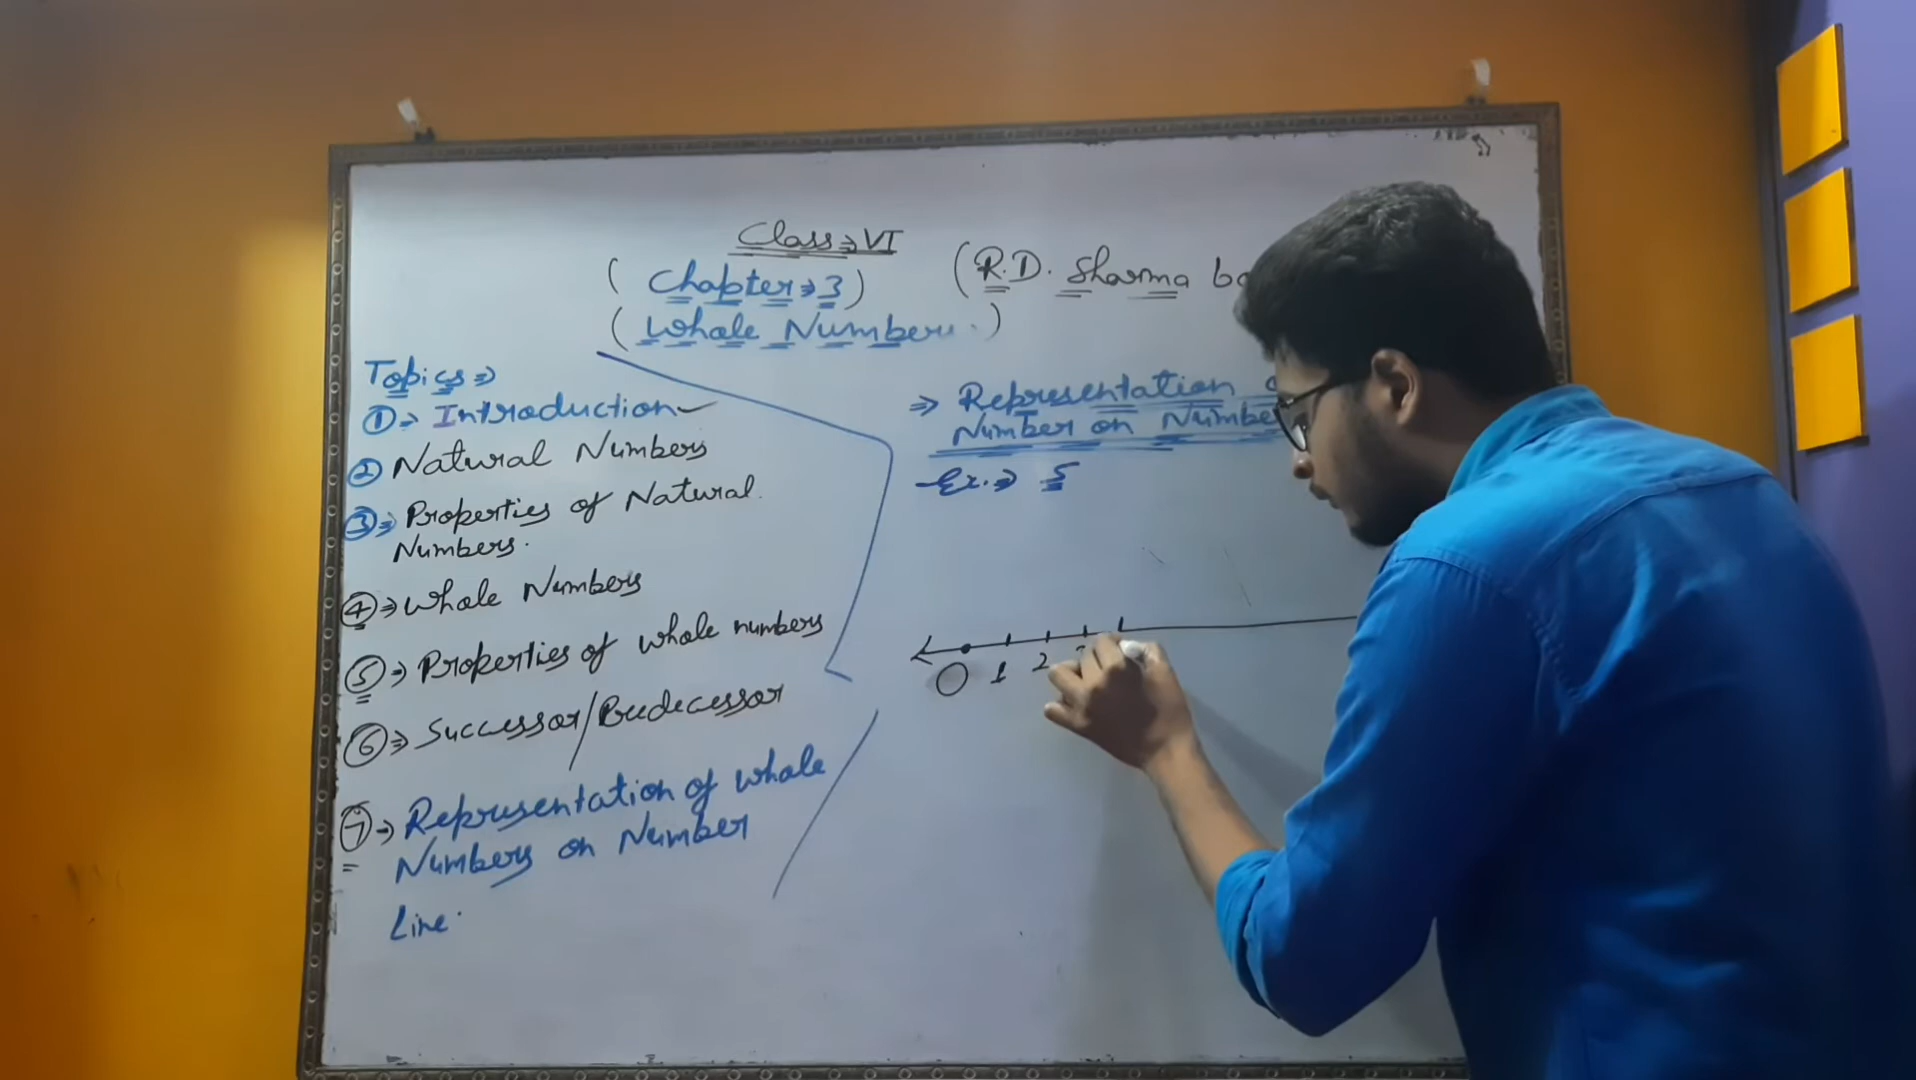 Class⇒VI
(Chapter⇒3)
(R.D. Sharma
(Whole Numbers.)
Topics⇒
①⇒ Introduction
② Natural Numbers
③⇒ Properties of Natural
Numbers.
④⇒ Whole Numbers
⑤⇒ Properties of whole numbers
⑥⇒ Successor/Predecessor
⑦⇒ Representation of whole
Numbers on Number
Line.
⇒ Representation
Number on Number
Ex.⇒ 5
0 1 2